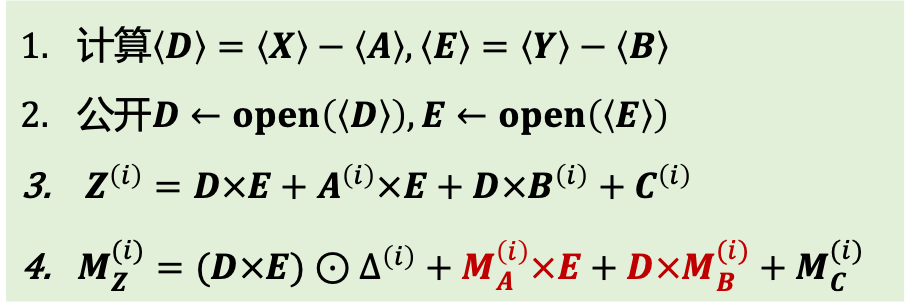 1. 计算⟨D⟩ = ⟨X⟩ − ⟨A⟩, ⟨E⟩ = ⟨Y⟩ − ⟨B⟩
2. 公开D ← open(⟨D⟩), E ← open(⟨E⟩)
3. Z^(i) = D×E + A^(i)×E + D×B^(i) + C^(i)
4. M_Z^(i) = (D×E) ⊙ Δ^(i) + M_A^(i)×E + D×M_B^(i) + M_C^(i)